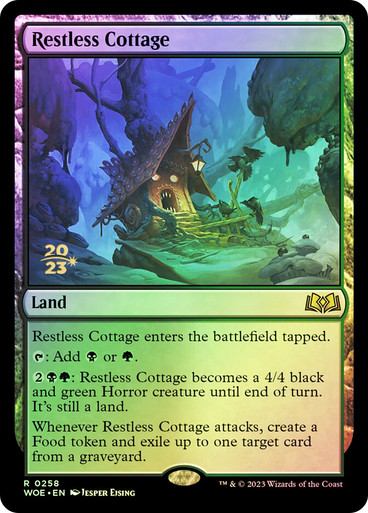 Restless Cottage
20
23
Land
Restless Cottage enters the battlefield tapped.
: Add or .
2 : Restless Cottage becomes a 4/4 black
and green Horror creature until end of turn.
It's still a land.
Whenever Restless Cottage attacks, create a
Food token and exile up to one target card
from a graveyard.
R 0258
WOE • EN Jesper Eising
™ & © 2023 Wizards of the Coast